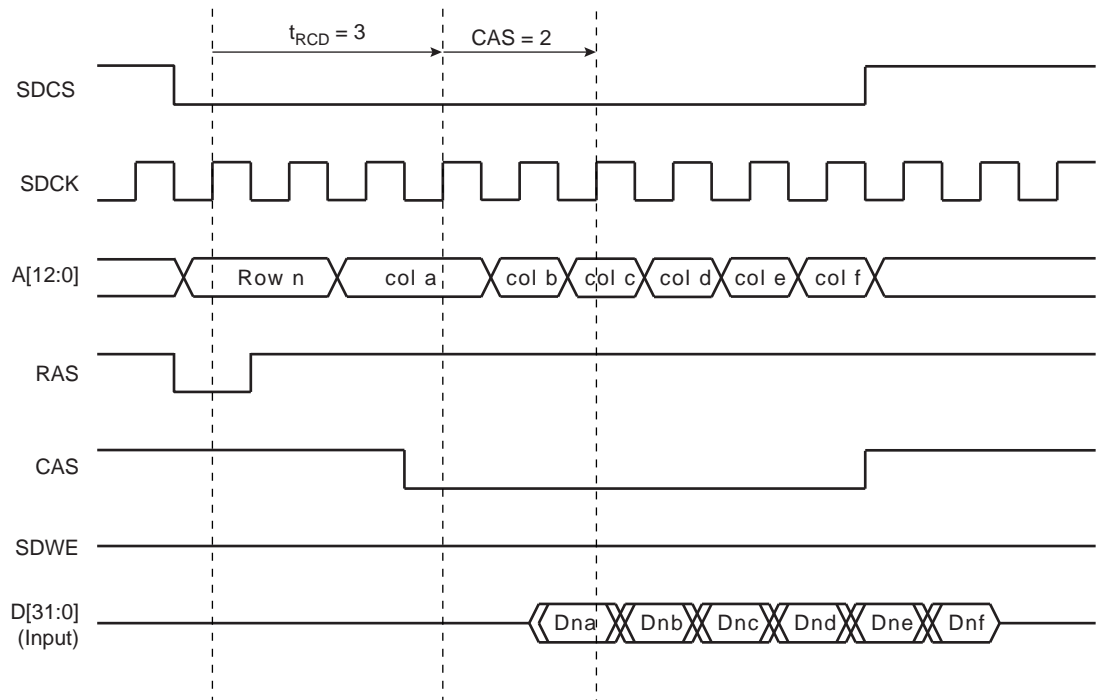 tRCD = 3
CAS = 2
SDCS
SDCK
A[12:0]
Row n
col a
col b
col c
col d
col e
col f
RAS
CAS
SDWE
D[31:0]
(Input)
Dna
Dnb
Dnc
Dnd
Dne
Dnf